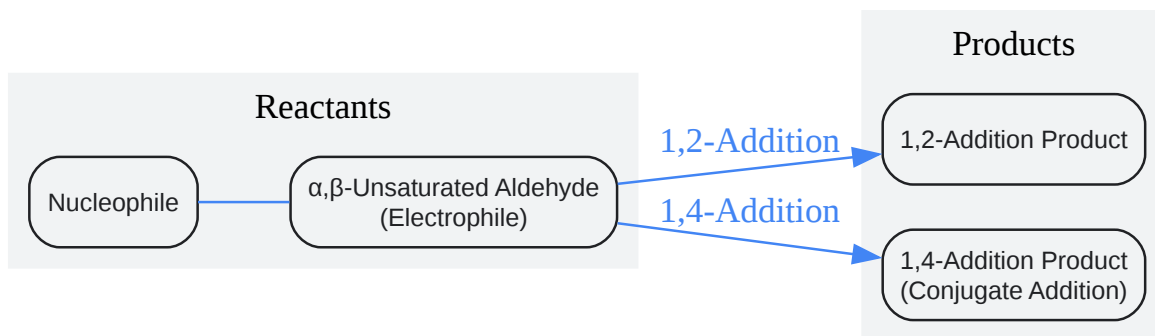 Products
Reactants
1,2-Addition
1,2-Addition Product
Nucleophile
α,β-Unsaturated Aldehyde
(Electrophile)
1,4-Addition
1,4-Addition Product
(Conjugate Addition)